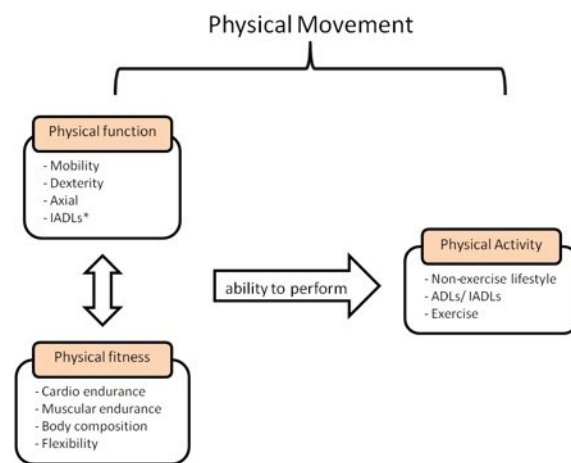 Physical Movement
Physical function
- Mobility
- Dexterity
- Axial
- IADLs*
ability to perform
Physical Activity
- Non-exercise lifestyle
- ADLs/ IADLs
- Exercise
Physical fitness
- Cardio endurance
- Muscular endurance
- Body composition
- Flexibility